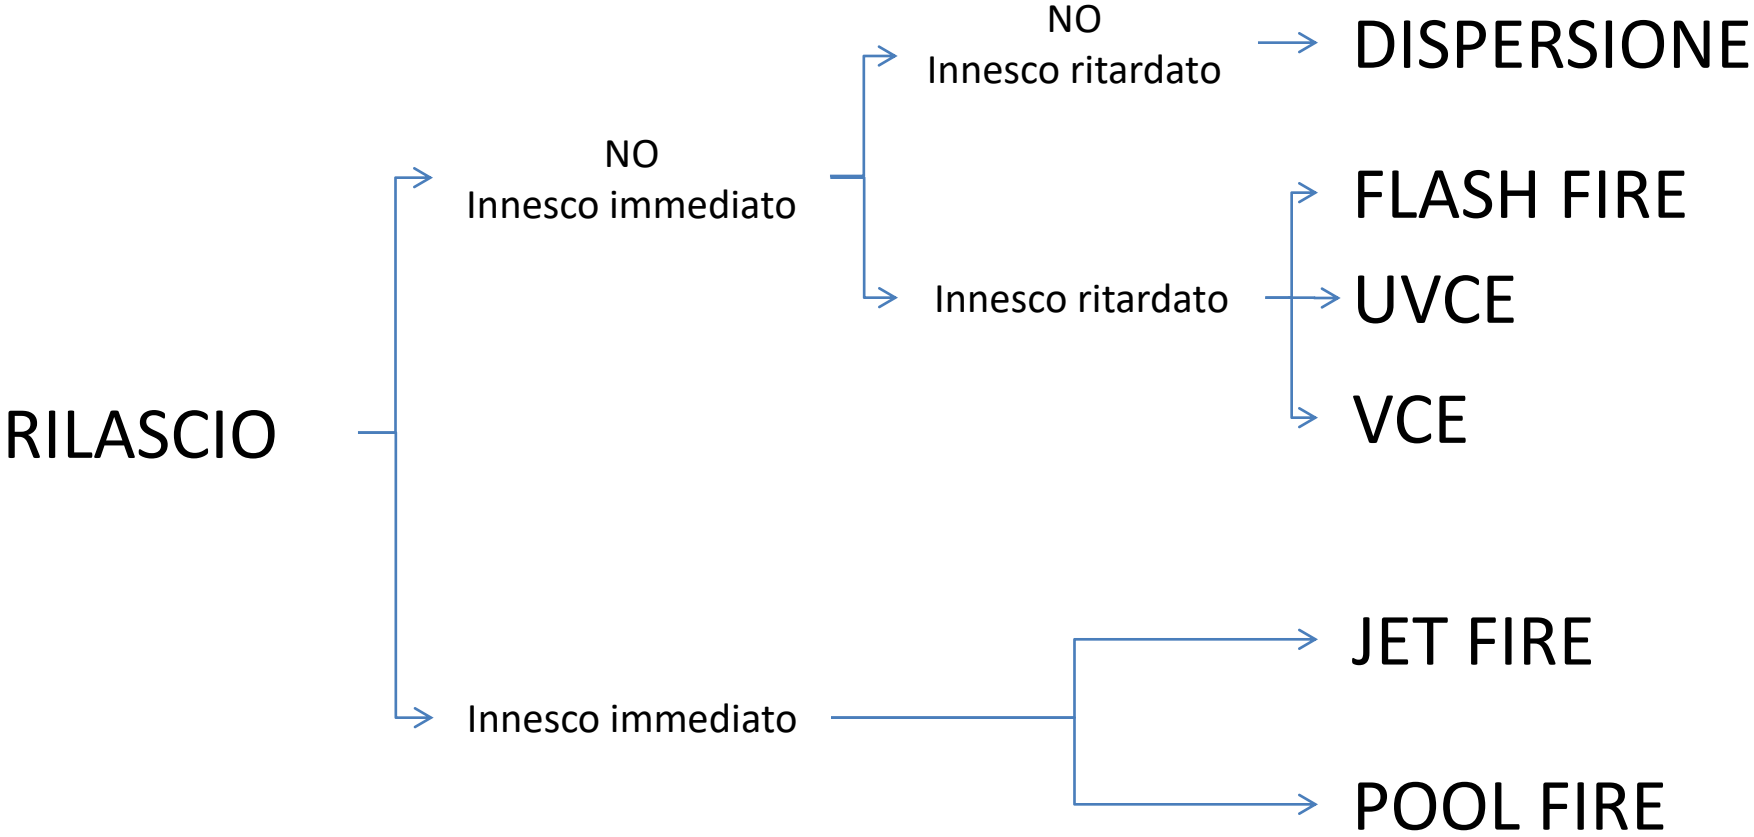 NO
Innesco ritardato
DISPERSIONE
NO
Innesco immediato
FLASH FIRE
Innesco ritardato
UVCE
VCE
RILASCIO
JET FIRE
Innesco immediato
POOL FIRE